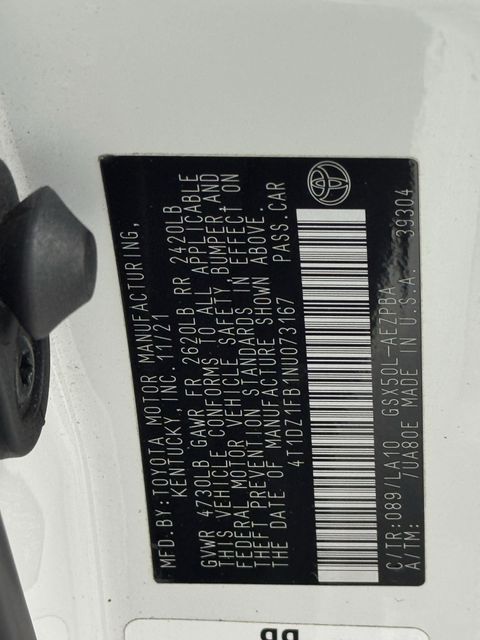 MFD.BY:TOYOTA MOTOR MANUFACTURING,
KENTUCKY, INC. 11/21
GVWR 4730LB GAWR FR 2620LB RR 2420LB
THIS VEHICLE CONFORMS TO ALL APPLICABLE
FEDERAL MOTOR VEHICLE SAFETY, BUMPER, AND
THEFT PREVENTION STANDARDS IN EFFECT ON
THE DATE OF MANUFACTURE SHOWN ABOVE.
4T1DZ1FB1NU073167 PASS.CAR
C/TR:089/LA10 GSX50L-AEZPBA
A/TM: /UA80E MADE IN U.S.A. 39304